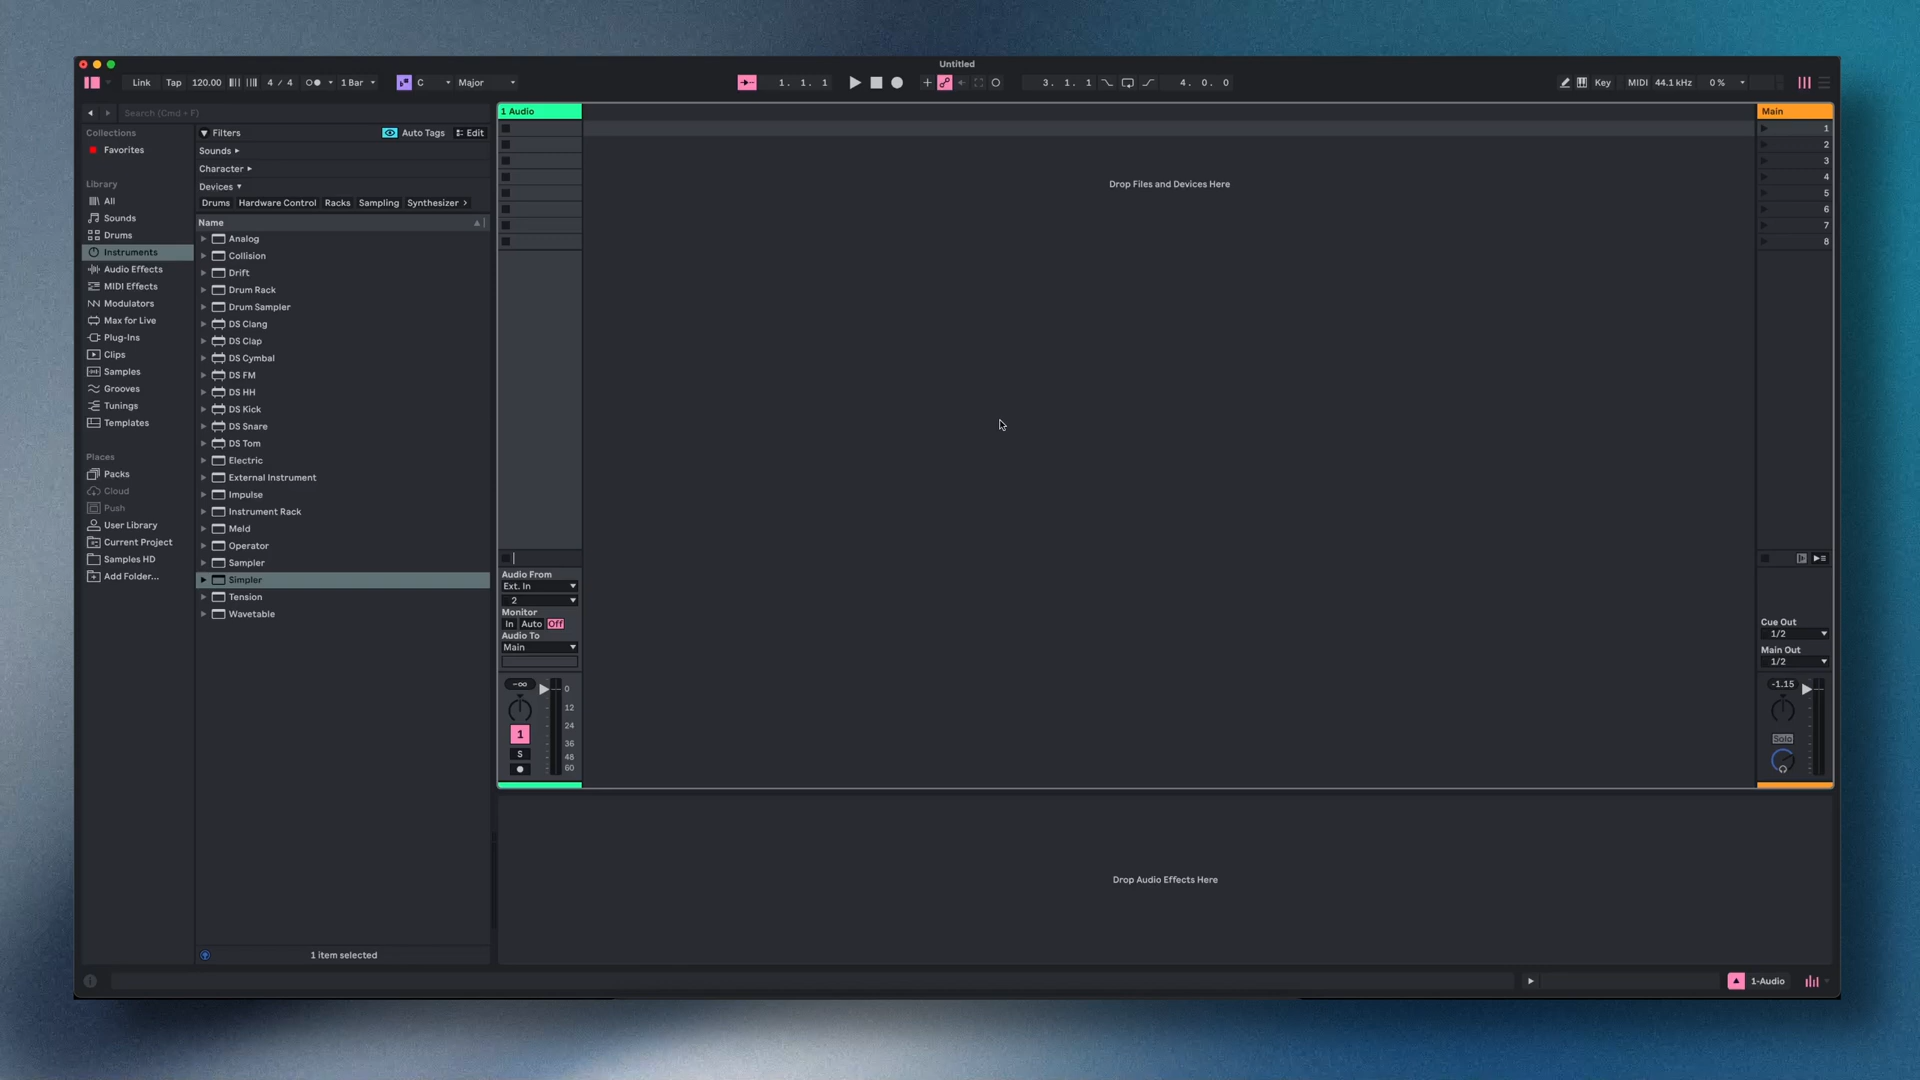 Untitled
Link Tap 120.00 4 / 4 1 Bar C Major 1. 1. 1 3. 1. 1 4. 0. 0 Key MIDI 44.1 kHz 0 %
Search (Cmd + F)
Collections
Favorites
Library
All
Sounds
Drums
Instruments
Audio Effects
MIDI Effects
Modulators
Max for Live
Plug-Ins
Clips
Samples
Grooves
Tunings
Templates
Places
Packs
Cloud
Push
User Library
Current Project
Samples HD
Add Folder...
Filters Auto Tags Edit
Sounds
Character
Devices
Drums Hardware Control Racks Sampling Synthesizer
Name
Analog
Collision
Drift
Drum Rack
Drum Sampler
DS Clang
DS Clap
DS Cymbal
DS FM
DS HH
DS Kick
DS Snare
DS Tom
Electric
External Instrument
Impulse
Instrument Rack
Meld
Operator
Sampler
Simpler
Tension
Wavetable
1 item selected
1 Audio
Drop Files and Devices Here
Audio From
Ext. In
2
Monitor
In Auto Off
Audio To
Main
-∞
0
12
24
36
48
60
1
S
Main
1
2
3
4
5
6
7
8
Cue Out
1/2
Main Out
1/2
-1.15
Solo
Drop Audio Effects Here
1-Audio